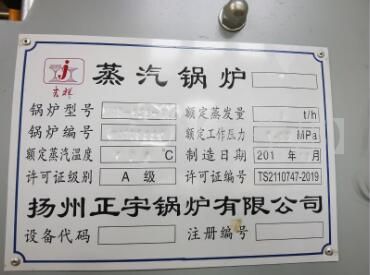 吉祥
蒸汽锅炉
锅炉型号 额定蒸发量 t/h
锅炉编号 额定工作压力 MPa
额定蒸汽温度 ℃ 制造日期 201 年 月
许可证级别 A 级 许可证编号 TS2110747-2019
扬州正宇锅炉有限公司
设备代码 注册编号